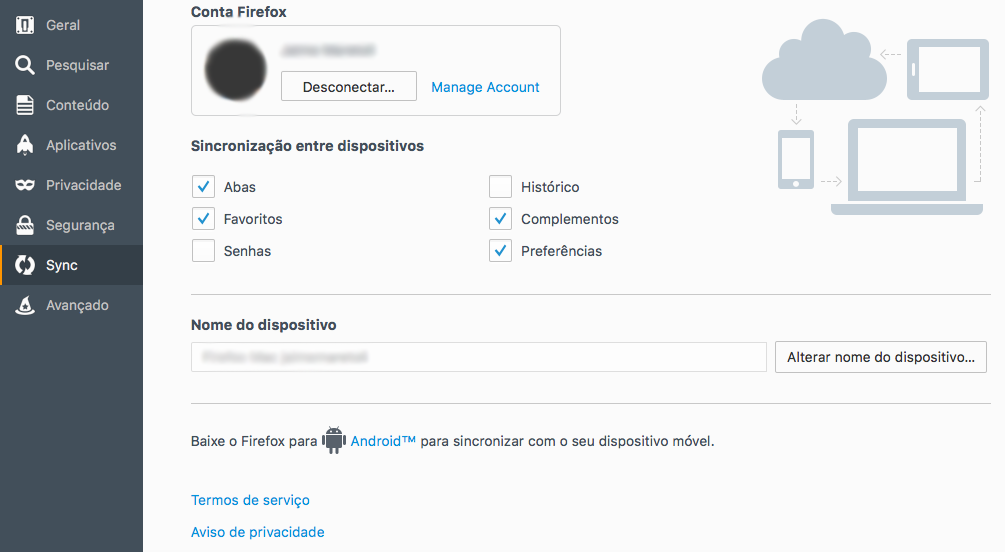 Geral
Pesquisar
Conteúdo
Aplicativos
Privacidade
Segurança
Sync
Avançado
Conta Firefox
Desconectar... Manage Account
Sincronização entre dispositivos
Abas Histórico
Favoritos Complementos
Senhas Preferências
Nome do dispositivo
Alterar nome do dispositivo...
Baixe o Firefox para Android™ para sincronizar com o seu dispositivo móvel.
Termos de serviço
Aviso de privacidade